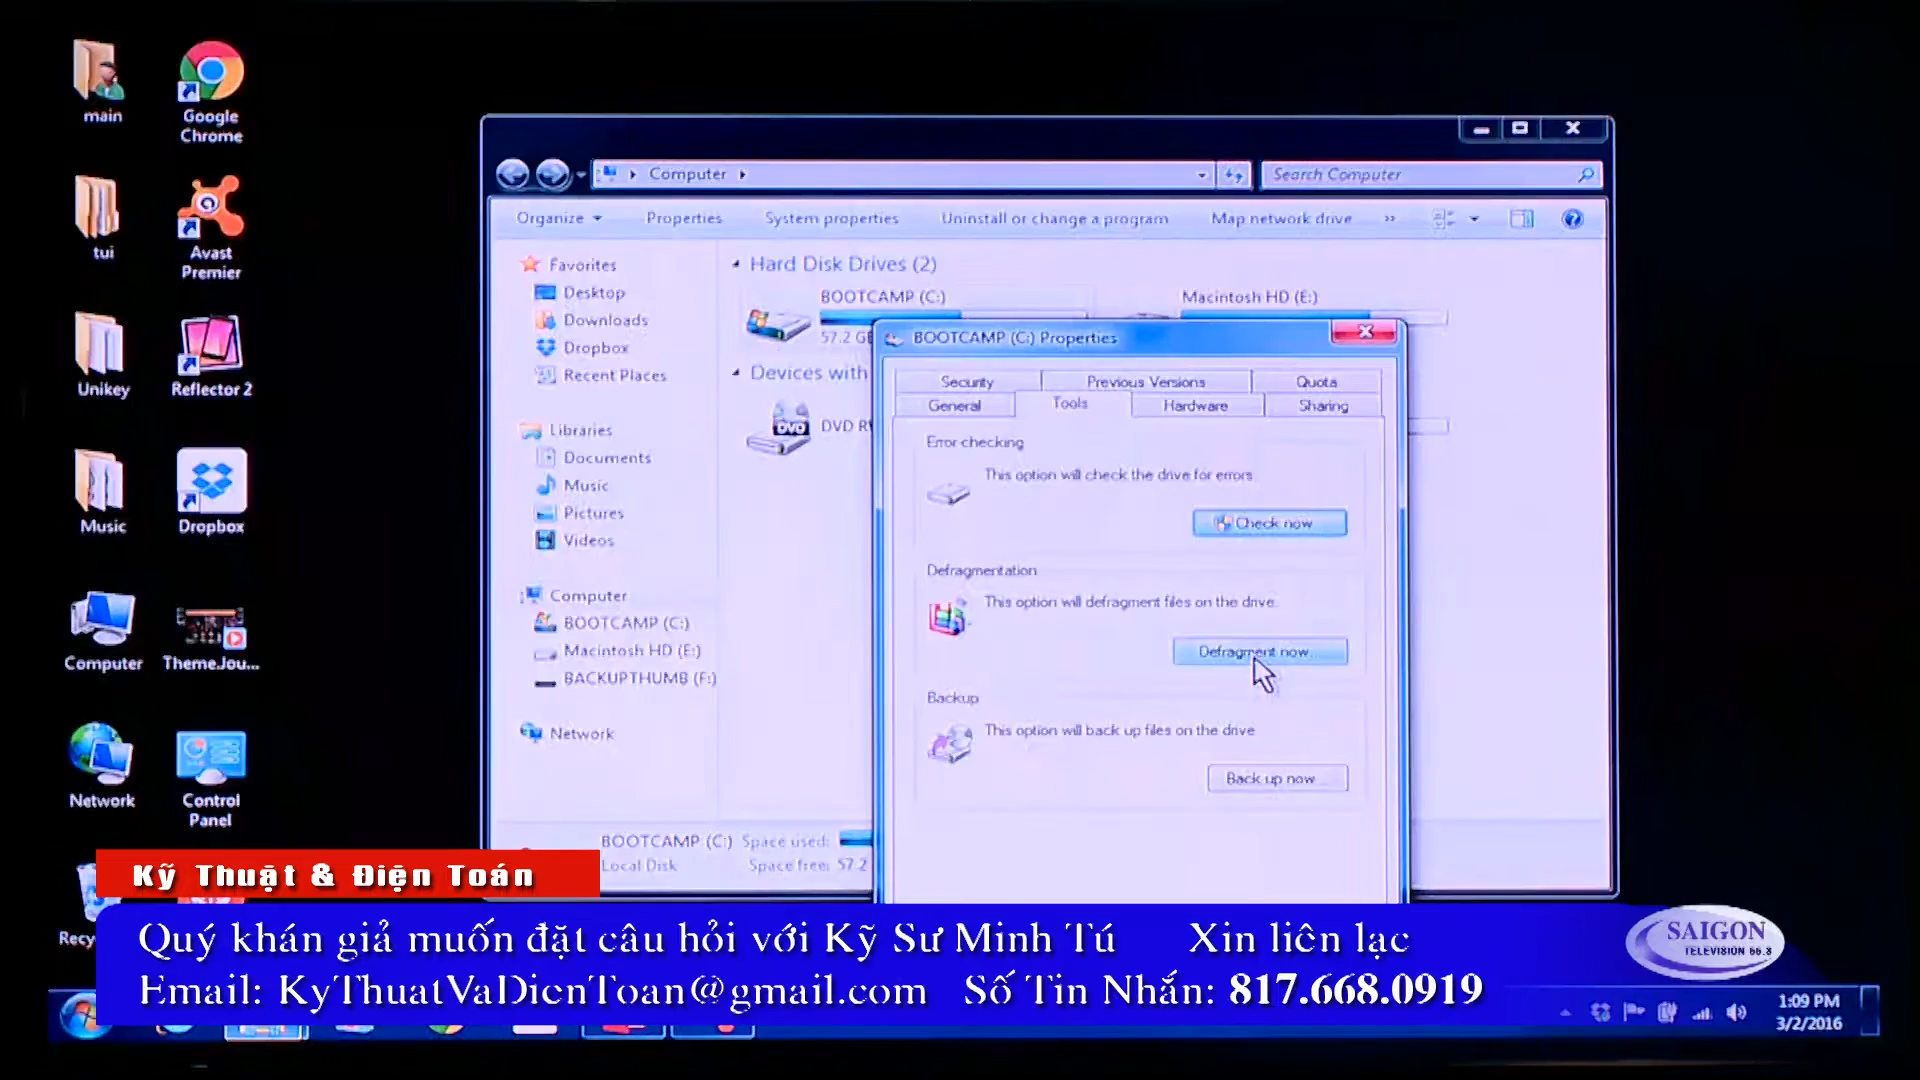 main
Google
Chrome
tui
Avast
Premier
Unikey
Reflector 2
Music
Dropbox
Computer
Theme.Jou...
Network
Control
Panel
Computer
Search Computer
Organize
Properties
System properties
Uninstall or change a program
Map network drive
»
Favorites
Desktop
Downloads
Dropbox
Recent Places
Libraries
Documents
Music
Pictures
Videos
Computer
BOOTCAMP (C:)
Macintosh HD (E:)
BACKUPTHUMB (F:)
Network
Hard Disk Drives (2)
BOOTCAMP (C:)
57.2
Macintosh HD (E:)
Devices with
DVD
DVD
BOOTCAMP (C:) Properties
Security
Previous Versions
Quota
General
Tools
Hardware
Sharing
Error checking
This option will check the drive for errors.
Check now...
Defragmentation
This option will defragment files on the drive.
Defragment now...
Backup
This option will back up files on the drive.
Back up now...
BOOTCAMP (C:) Space used:
Local Disk Space free: 57.2
Kỹ Thuật & Điện Toán
Quý khán giả muốn đặt câu hỏi với Kỹ Sư Minh Tú Xin liên lạc
Email: KyThuatVaDienToan@gmail.com Số Tin Nhắn: 817.668.0919
SAIGON
TELEVISION 66.8
1:09 PM
3/2/2016